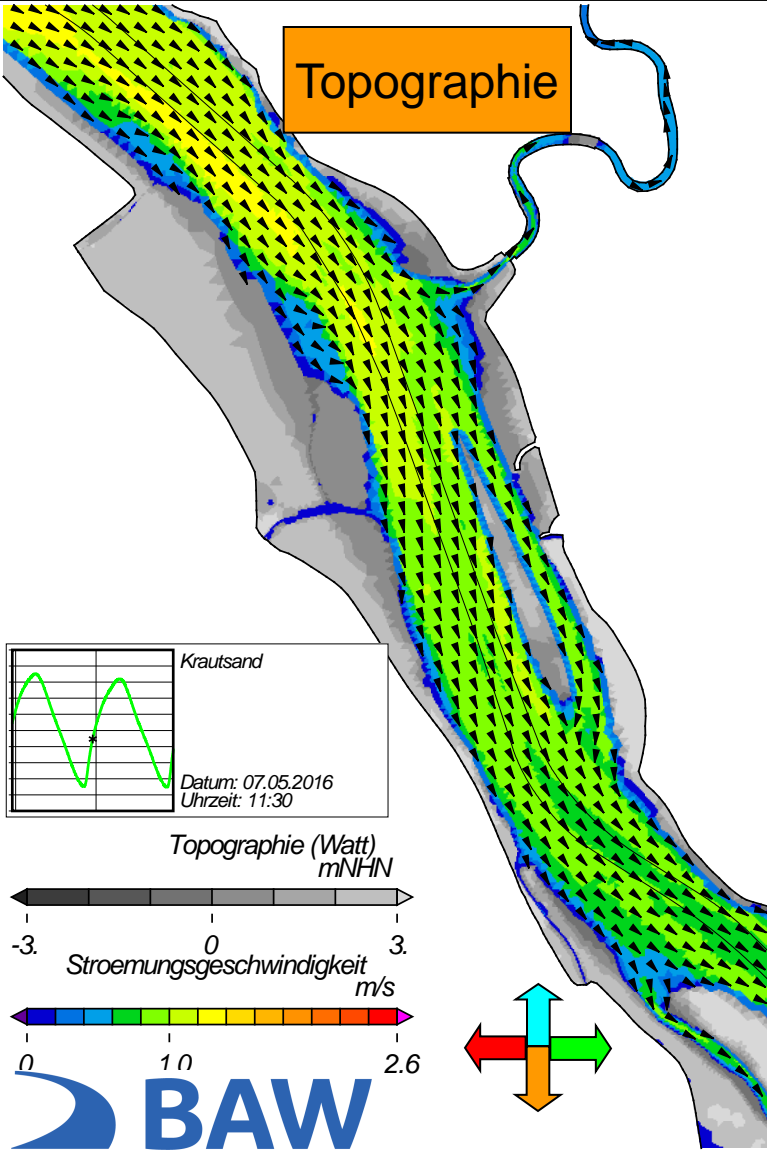 Topographie
Krautsand
Datum: 07.05.2016
Uhrzeit: 11:30
Topographie (Watt)
mNHN
-3. 0 3.
Stroemungsgeschwindigkeit
m/s
0 1.0 2.6
BAW